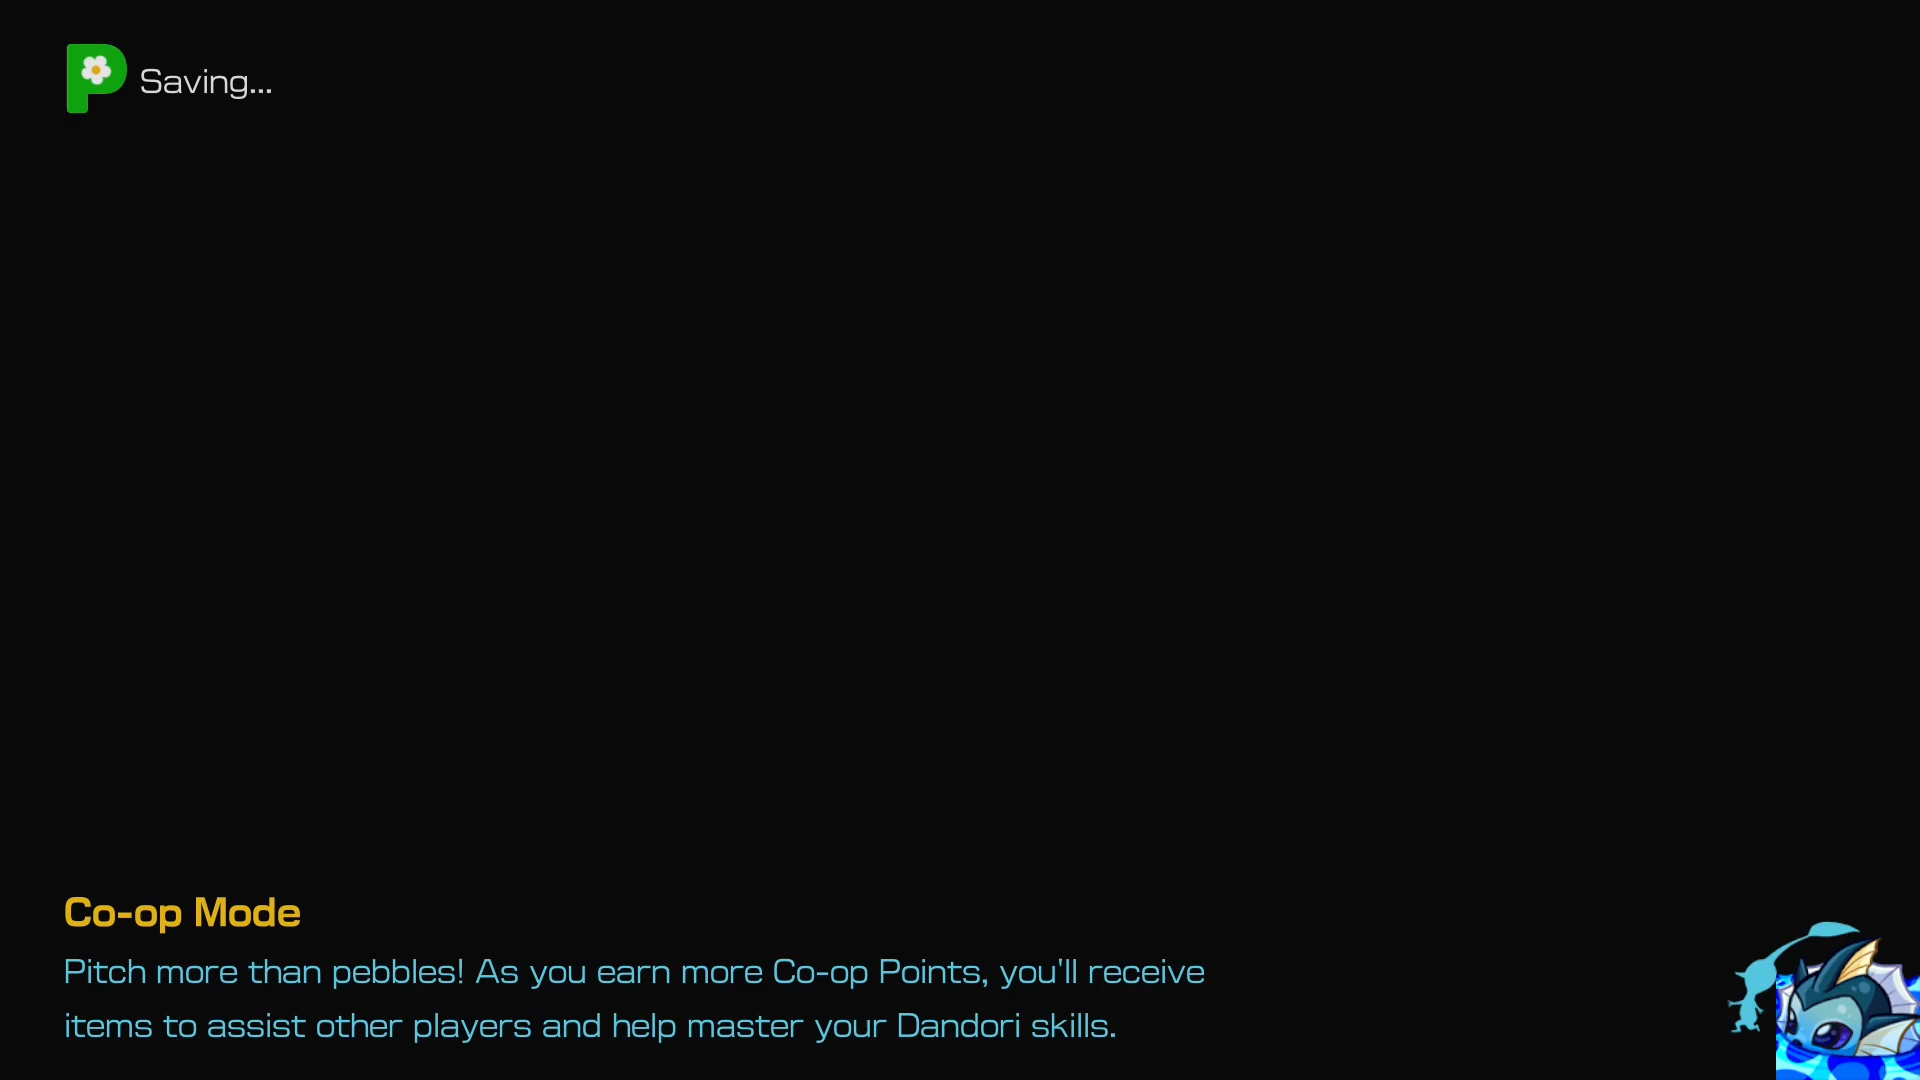 Saving...
Co-op Mode
Pitch more than pebbles! As you earn more Co-op Points, you'll receive
items to assist other players and help master your Dandori skills.